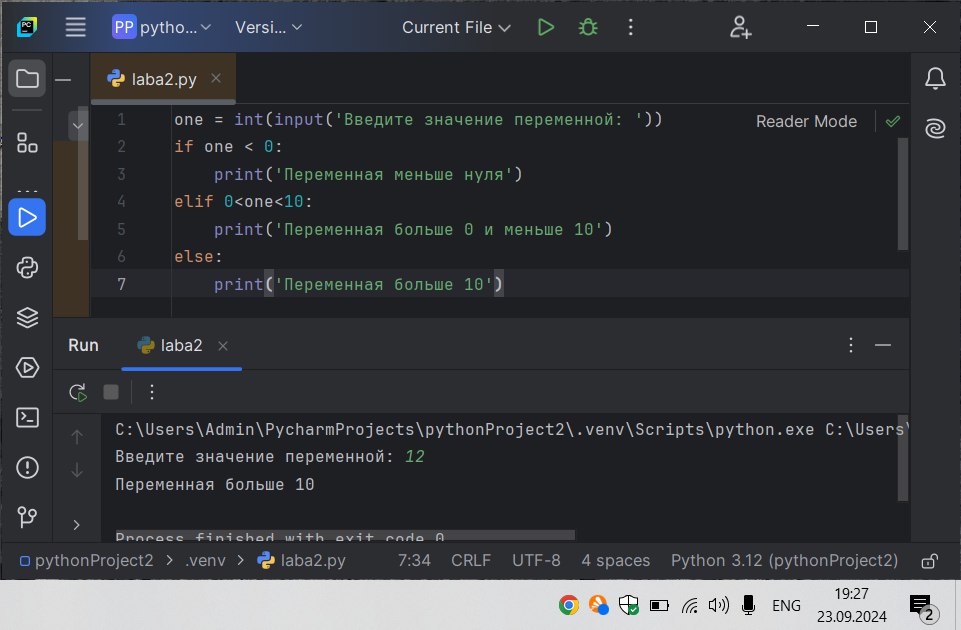 PP pytho... Versi... Current File
laba2.py
1 one = int(input('Введите значение переменной: '))
Reader Mode
2 if one < 0:
3 print('Переменная меньше нуля')
4 elif 0<one<10:
5 print('Переменная больше 0 и меньше 10')
6 else:
7 print('Переменная больше 10')
Run laba2
C:\Users\Admin\PycharmProjects\pythonProject2\.venv\Scripts\python.exe C:\Users\
Введите значение переменной: 12
Переменная больше 10
Process finished with exit code 0
pythonProject2 > .venv > laba2.py 7:34 CRLF UTF-8 4 spaces Python 3.12 (pythonProject2)
ENG
19:27
23.09.2024
2